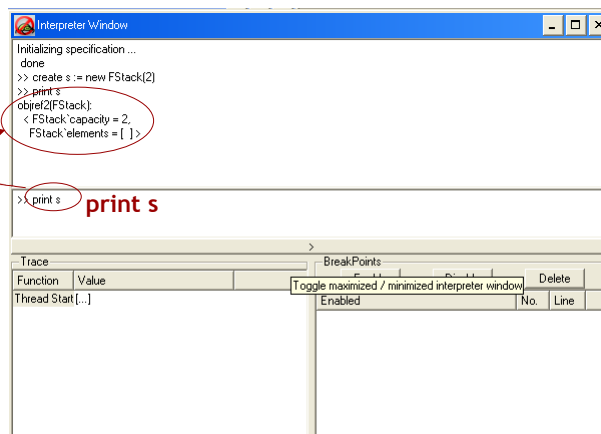 Interpreter Window
Initializing specification ...
done
>> create s := new FStack(2)
>> print s
objref2(FStack):
< FStack`capacity = 2,
FStack`elements = [ ] >
>> print s
print s
>
Trace
BreakPoints
Delete
Function Value
Toggle maximized / minimized interpreter window
Enabled No. Line
Thread Start [...]